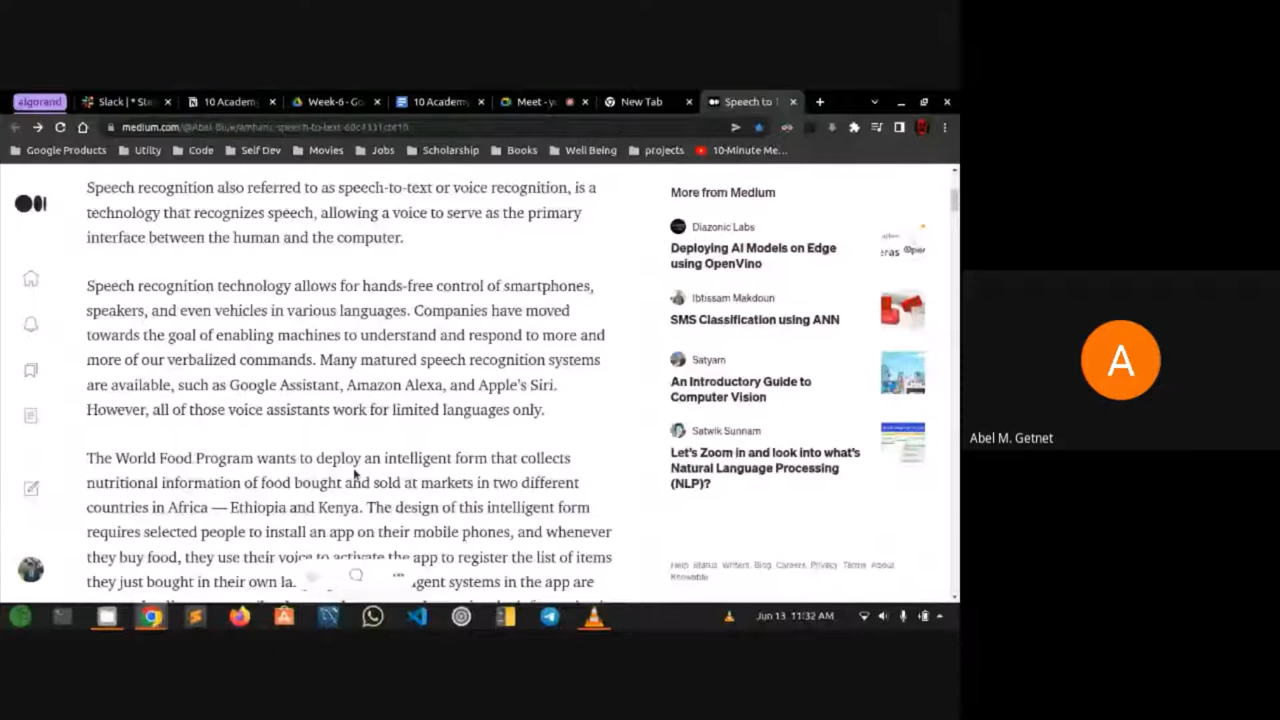 algorand
Slack | * Sta
10 Academ
Week-6 - Go
10 Academ
Meet - y
New Tab
Speech to
Google Products
Utilty
Code
Self Dev
Movies
Jobs
Scholarship
Books
Well Being
projects
10-Minute Me...
Speech recognition also referred to as speech-to-text or voice recognition, is a
technology that recognizes speech, allowing a voice to serve as the primary
interface between the human and the computer.
Speech recognition technology allows for hands-free control of smartphones,
speakers, and even vehicles in various languages. Companies have moved
towards the goal of enabling machines to understand and respond to more and
more of our verbalized commands. Many matured speech recognition systems
are available, such as Google Assistant, Amazon Alexa, and Apple's Siri.
However, all of those voice assistants work for limited languages only.
The World Food Program wants to deploy an intelligent form that collects
nutritional information of food bought and sold at markets in two different
countries in Africa — Ethiopia and Kenya. The design of this intelligent form
requires selected people to install an app on their mobile phones, and whenever
they buy food, they use their voice to activate the app to register the list of items
they just bought in their own systems in the app are
More from Medium
Diazonic Labs
Deploying AI Models on Edge
using OpenVino
Ibtissam Makdoun
SMS Classification using ANN
Satyam
An Introductory Guide to
Computer Vision
Satwik Sunnam
Let's Zoom in and look into what's
Natural Language Processing
(NLP)?
Help Status Writers Blog Careers Privacy Terms About
Knowable
Jun 13 11:32 AM
A
Abel M. Getnet